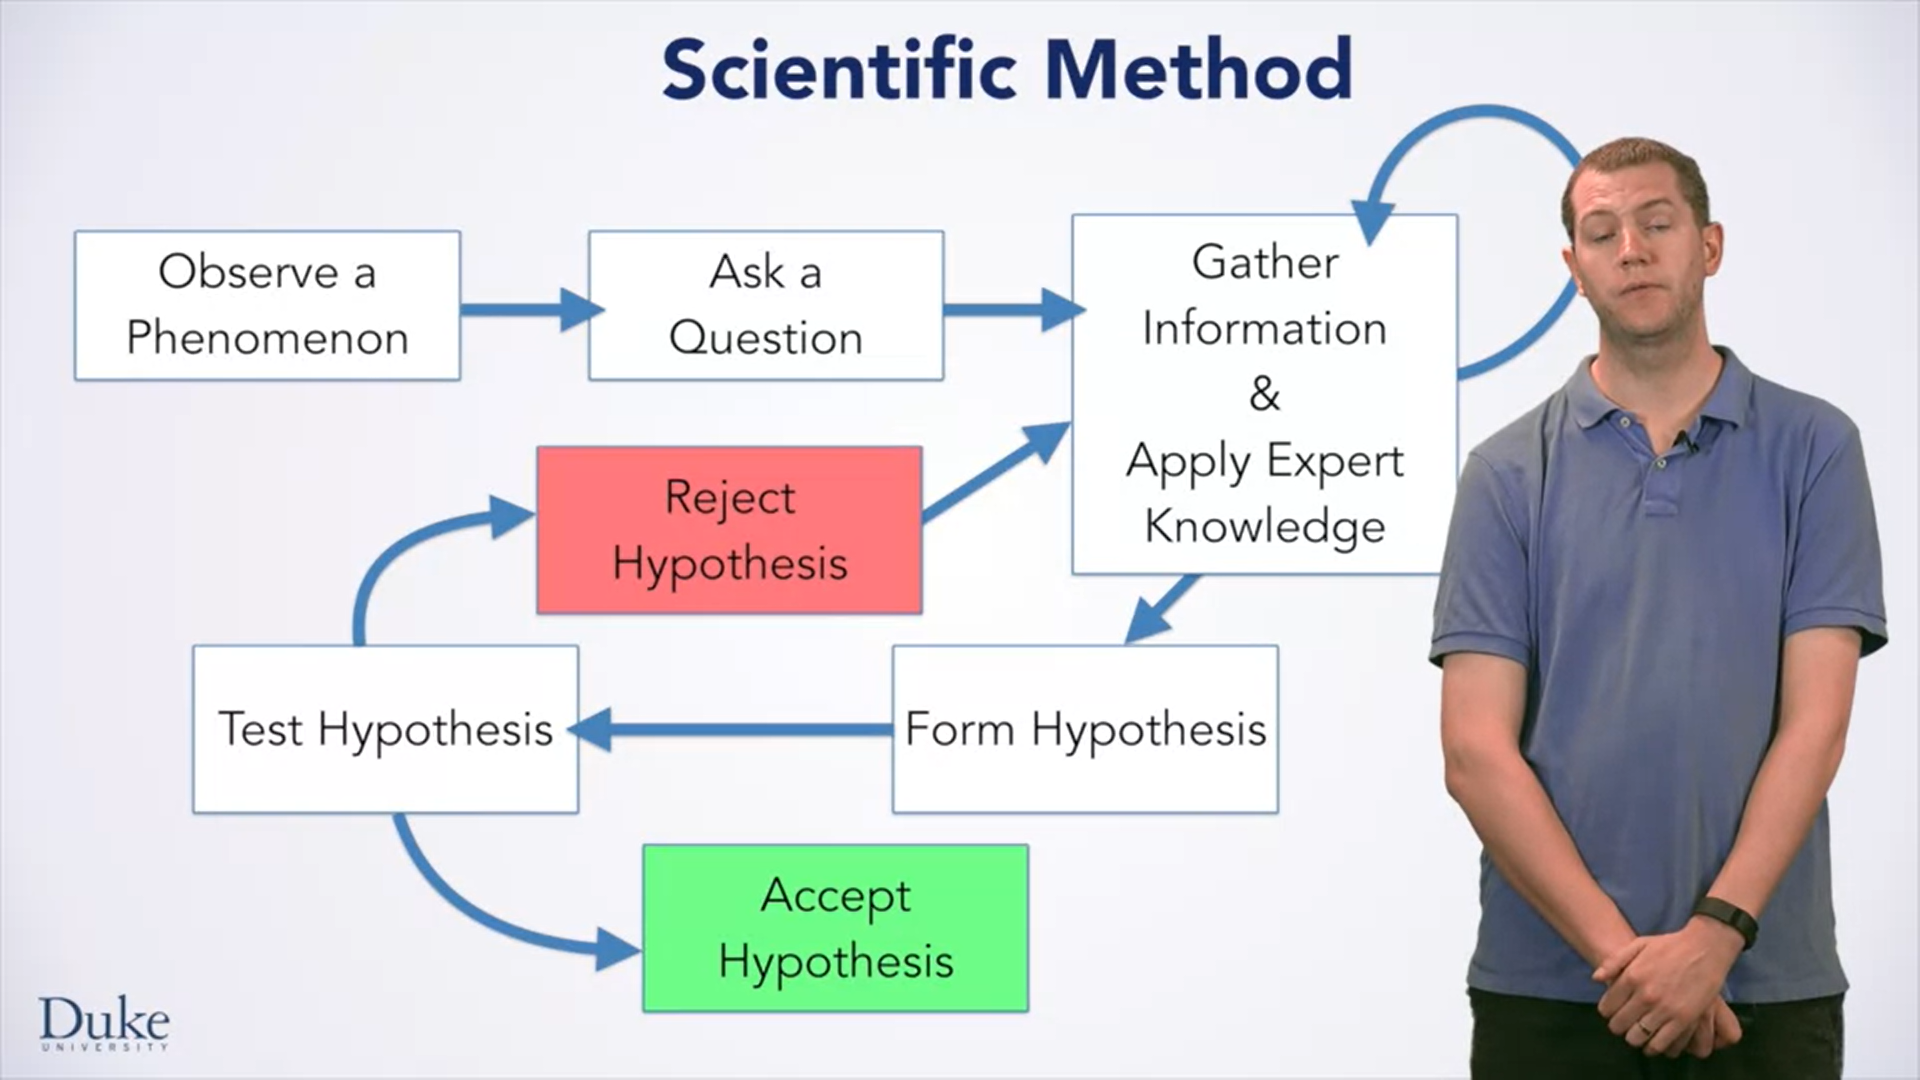 Scientific Method
Observe a
Phenomenon
Ask a
Question
Gather
Information
&
Apply Expert
Knowledge
Reject
Hypothesis
Test Hypothesis
Form Hypothesis
Accept
Hypothesis
Duke
UNIVERSITY